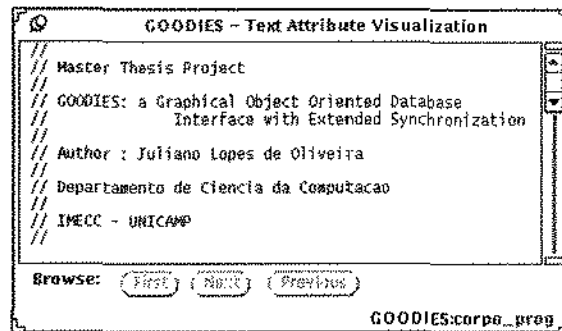 GOODIES - Text Attribute Visualization
//
// Master Thesis Project
//
// GOODIES: a Graphical Object Oriented Database
// Interface with Extended Synchronization
//
// Author : Juliano Lopes de Oliveira
//
// Departamento de Ciencia da Computacao
//
// IMECC - UNICAMP
//
Browse: (First) (Next) (Previous)
GOODIES:corpo_prog